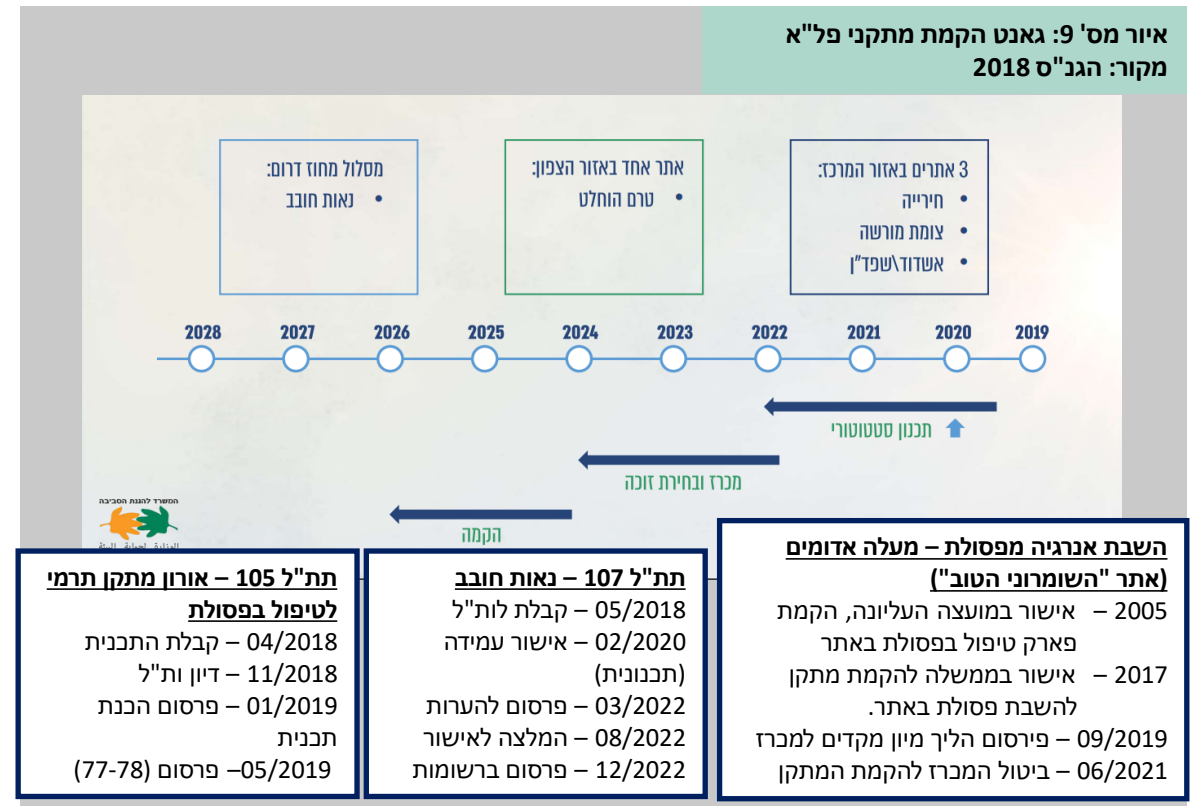 איור מס' 9: גאנט הקמת מתקני פל"א
מקור: הגנ"ס 2018
3 אתרים באזור המרכז:
• חירייה
• צומת מורשה
• אשדוד\שפד"ן
אתר אחד באזור הצפון:
• טרם הוחלט
מסלול מחוז דרום:
• נאות חובב
2019 2020 2021 2022 2023 2024 2025 2026 2027 2028
תכנון סטטוטורי
מכרז ובחירת זוכה
הקמה
המשרד להגנת הסביבה
השבת אנרגיה מפסולת – מעלה אדומים
(אתר "השומרוני הטוב")
2005 – אישור במועצה העליונה, הקמת
פארק טיפול בפסולת באתר
2017 – אישור בממשלה להקמת מתקן
להשבת פסולת באתר.
09/2019 – פירסום הליך מיון מקדים למכרז
06/2021 – ביטול המכרז להקמת המתקן
תת"ל 107 – נאות חובב
05/2018 – קבלת לות"ל
02/2020 – אישור עמידה
(תכנונית)
03/2022 – פרסום להערות
08/2022 – המלצה לאישור
12/2022 – פרסום ברשומות
תת"ל 105 – אורון מתקן תרמי
לטיפול בפסולת
04/2018 – קבלת התכנית
11/2018 – דיון ות"ל
01/2019 – פרסום הכנת
תכנית
05/2019– פרסום (77-78)